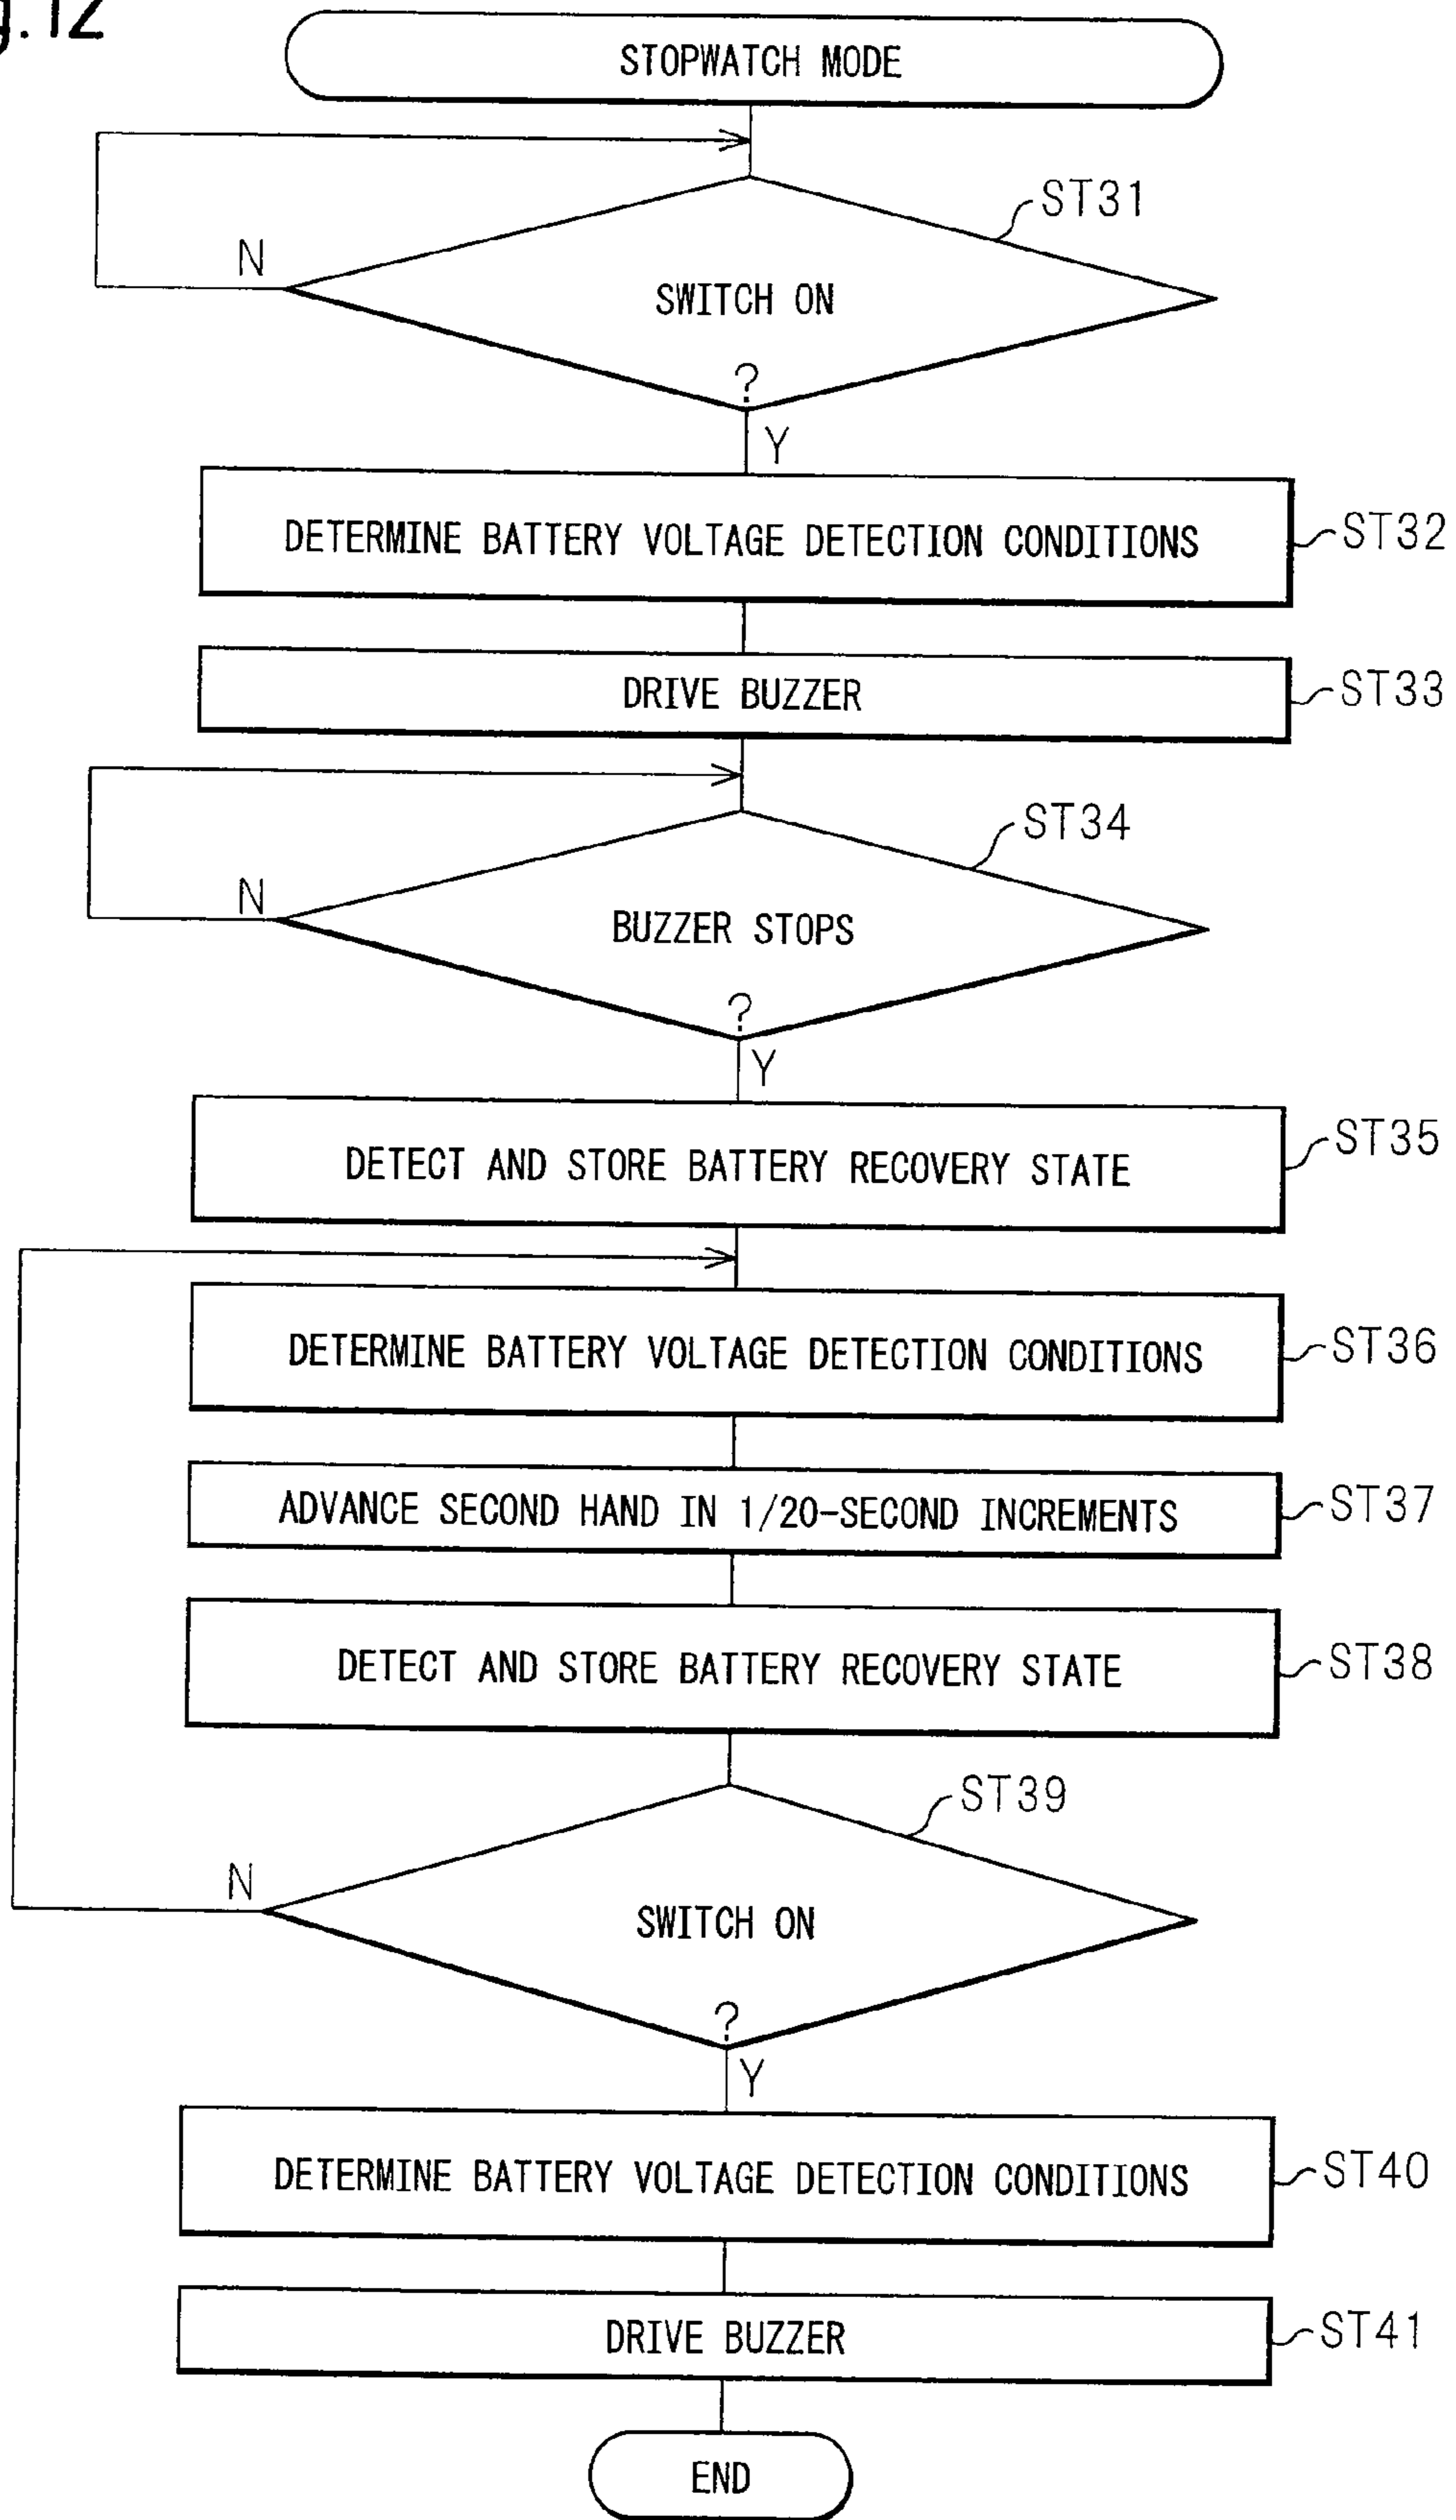 g.12
STOPWATCH MODE
ST31
N
SWITCH ON
?
Y
DETERMINE BATTERY VOLTAGE DETECTION CONDITIONS
ST32
DRIVE BUZZER
ST33
ST34
N
BUZZER STOPS
?
Y
DETECT AND STORE BATTERY RECOVERY STATE
ST35
DETERMINE BATTERY VOLTAGE DETECTION CONDITIONS
ST36
ADVANCE SECOND HAND IN 1/20-SECOND INCREMENTS
ST37
DETECT AND STORE BATTERY RECOVERY STATE
ST38
ST39
N
SWITCH ON
?
Y
DETERMINE BATTERY VOLTAGE DETECTION CONDITIONS
ST40
DRIVE BUZZER
ST41
END